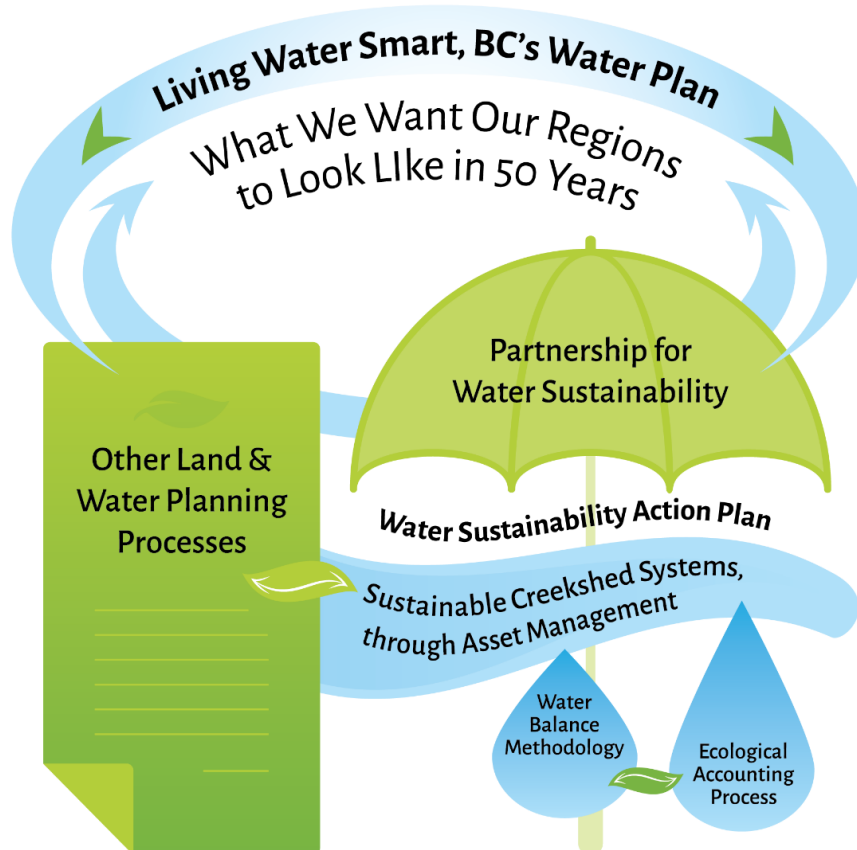 Living Water Smart, BC's Water Plan
What We Want Our Regions
to Look LIke in 50 Years
Partnership for
Water Sustainability
Other Land &
Water Planning
Processes
Water Sustainability Action Plan
Sustainable Creekshed Systems,
through Asset Management
Water
Balance
Methodology
Ecological
Accounting
Process